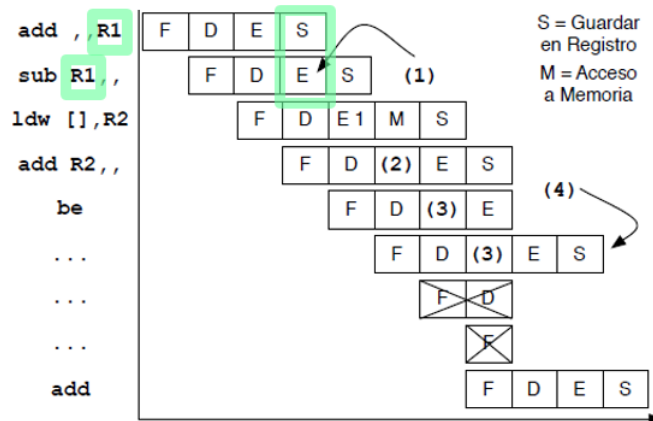 add ,,R1 F D E S
S = Guardar
en Registro
M = Acceso
a Memoria
sub R1,, F D E S (1)
ldw [],R2 F D E1 M S
add R2,, F D (2) E S
(4)
be F D (3) E
... F D (3) E S
... F D
... F
add F D E S